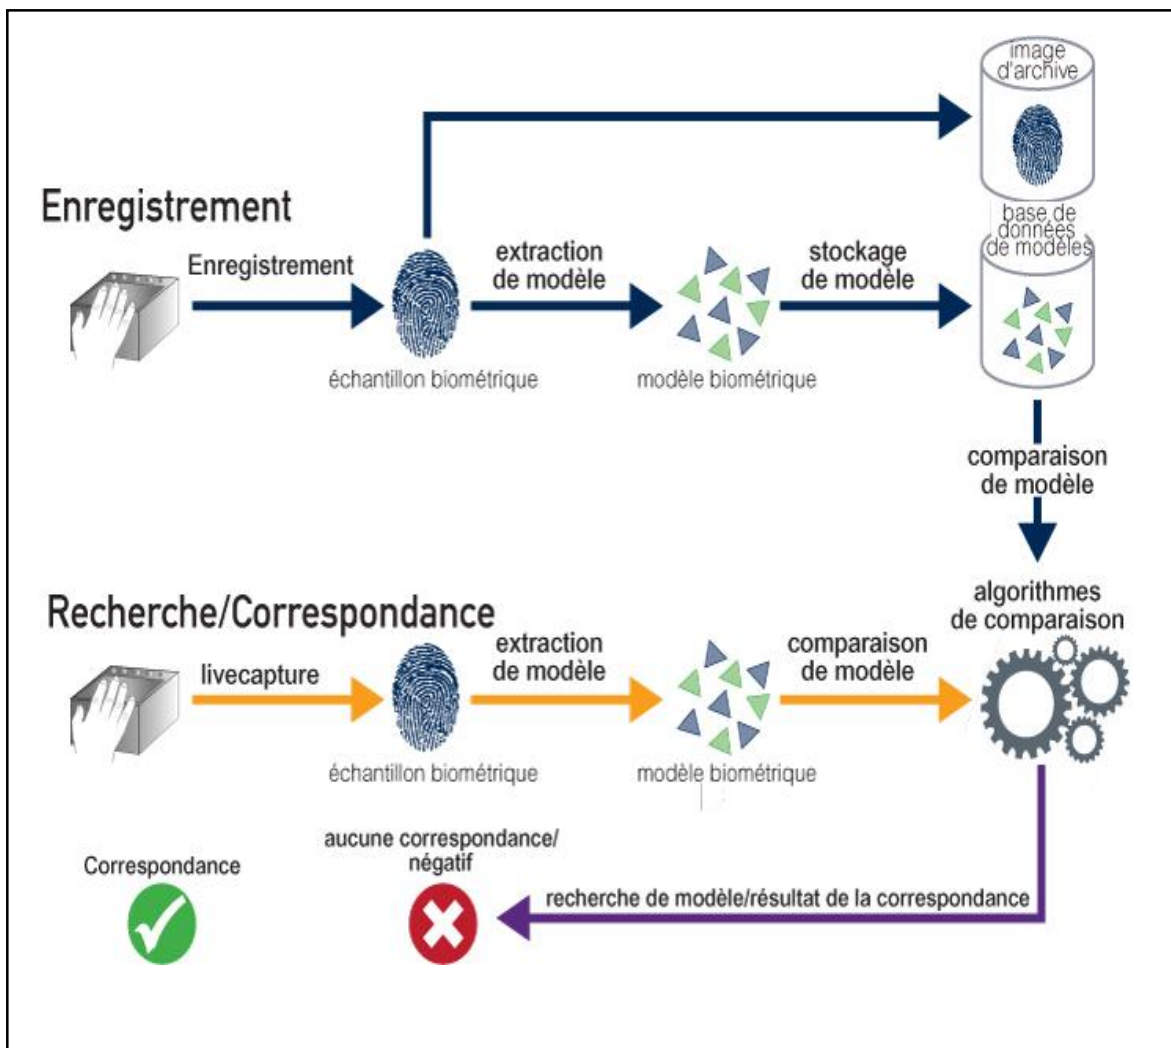 image
d'archive
Enregistrement
base de
données
de modèles
Enregistrement
extraction
de modèle
stockage
de modèle
échantillon biométrique
modèle biométrique
comparaison
de modèle
algorithmes
de comparaison
Recherche/Correspondance
livecapture
extraction
de modèle
comparaison
de modèle
échantillon biométrique
modèle biométrique
Correspondance
aucune correspondance/
négatif
recherche de modèle/résultat de la correspondance